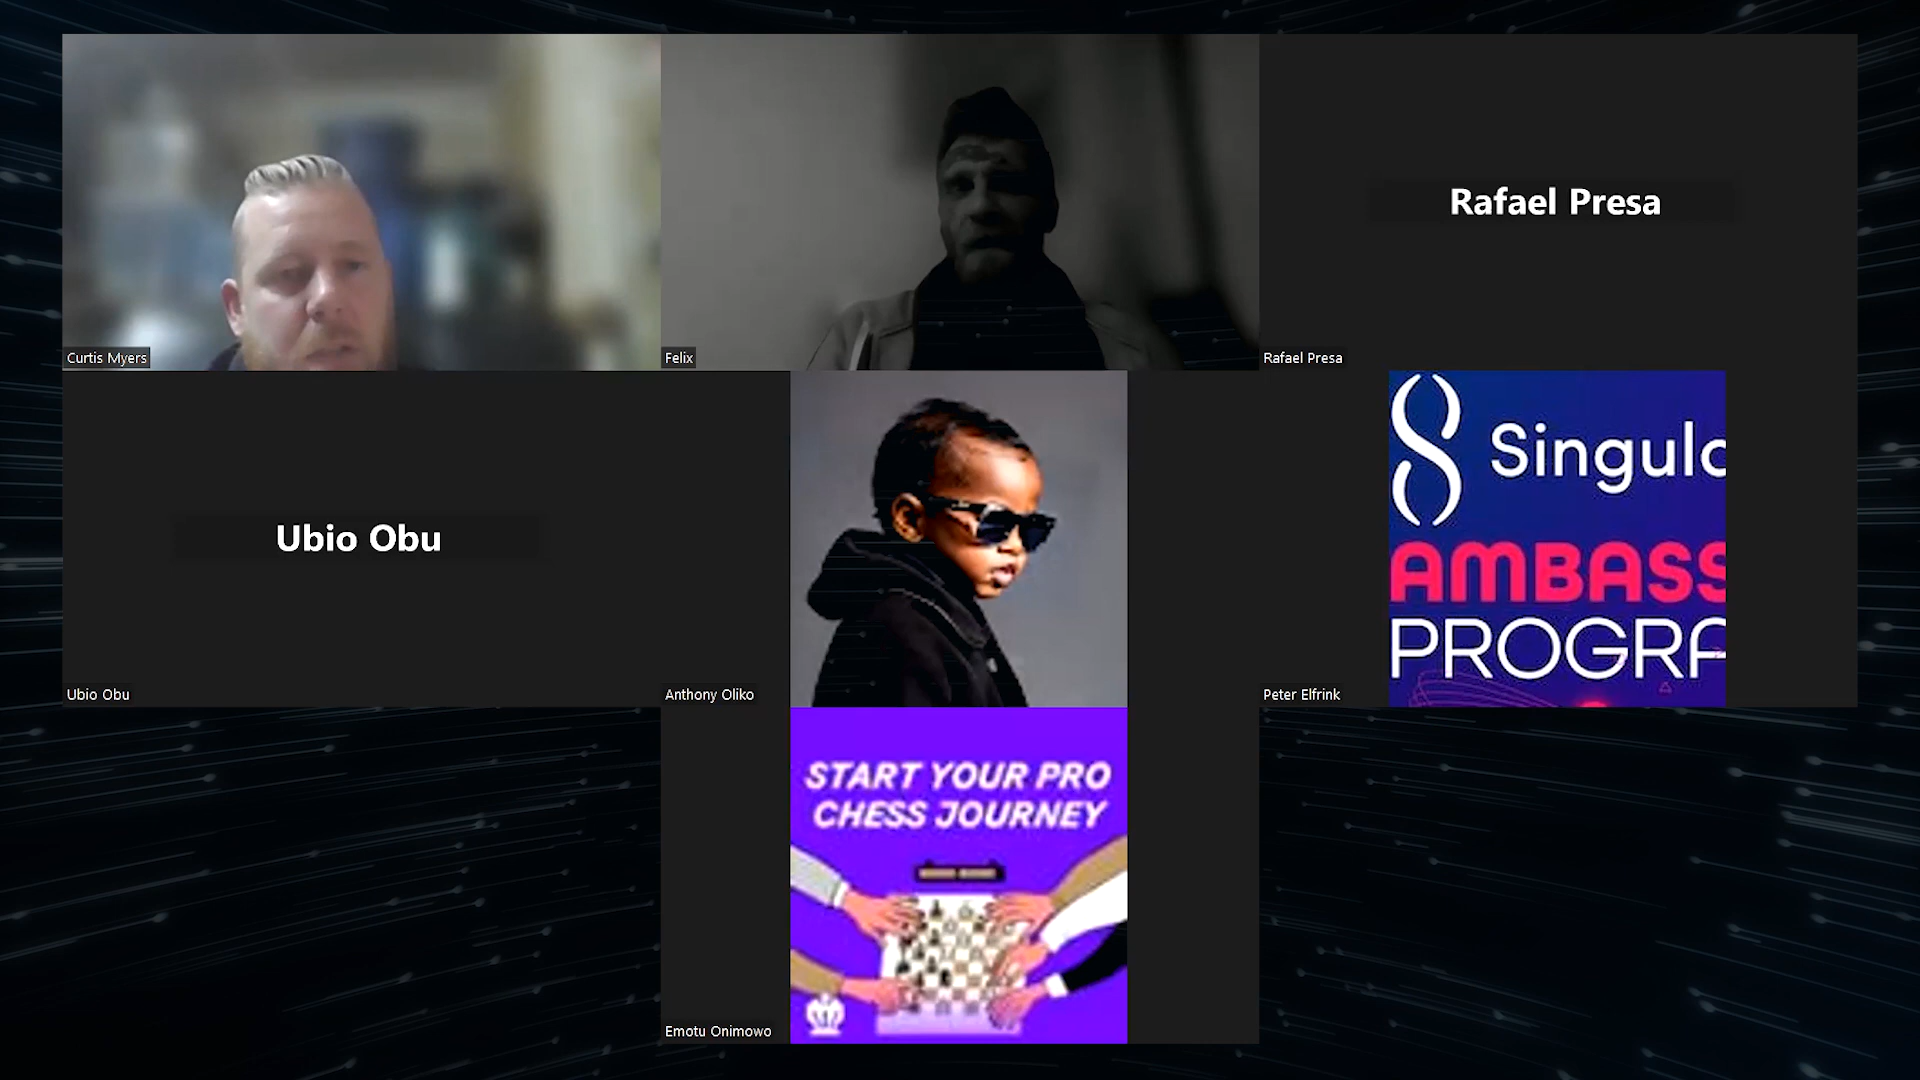 Curtis Myers
Felix
Rafael Presa
Rafael Presa
Ubio Obu
Ubio Obu
Anthony Oliko
Singula
AMBASS
PROGRA
Peter Elfrink
START YOUR PRO
CHESS JOURNEY
Emotu Onimowo